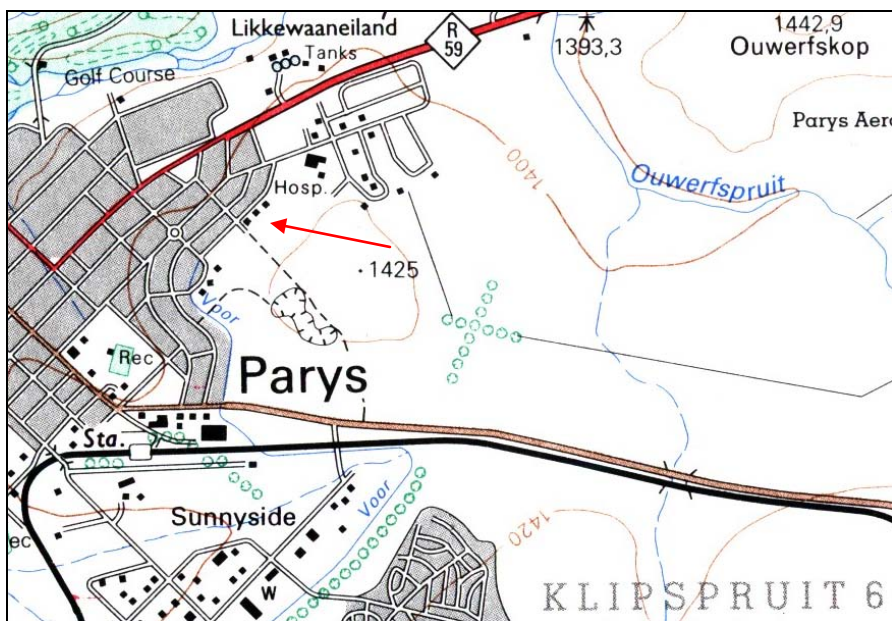 Likkewaaneiland
Tanks
R
59
1393,3
1442,9
Ouwerfskop
Golf Course
Parys Aero
1400
Ouwerfspruit
Hosp.
1425
Voor
Rec
Parys
Sta.
Sunnyside
Voor
1420
ec
W
KLIPSPRUIT 6